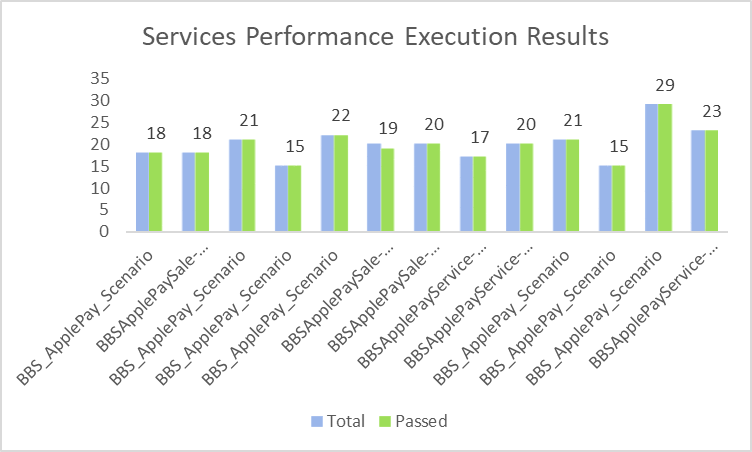 Services Performance Execution Results
35
30
25
20
15
10
5
0
18
18
21
15
22
19
20
17
20
21
15
29
23
BBS_ApplePay_Scenario
BBSApplePaySale-...
BBS_ApplePay_Scenario
BBS_ApplePay_Scenario
BBS_ApplePay_Scenario
BBSApplePaySale-...
BBSApplePaySale-...
BBSApplePayService-...
BBSApplePayService-...
BBS_ApplePay_Scenario
BBS_ApplePay_Scenario
BBS_ApplePay_Scenario
BBSApplePayService-...
Total Passed